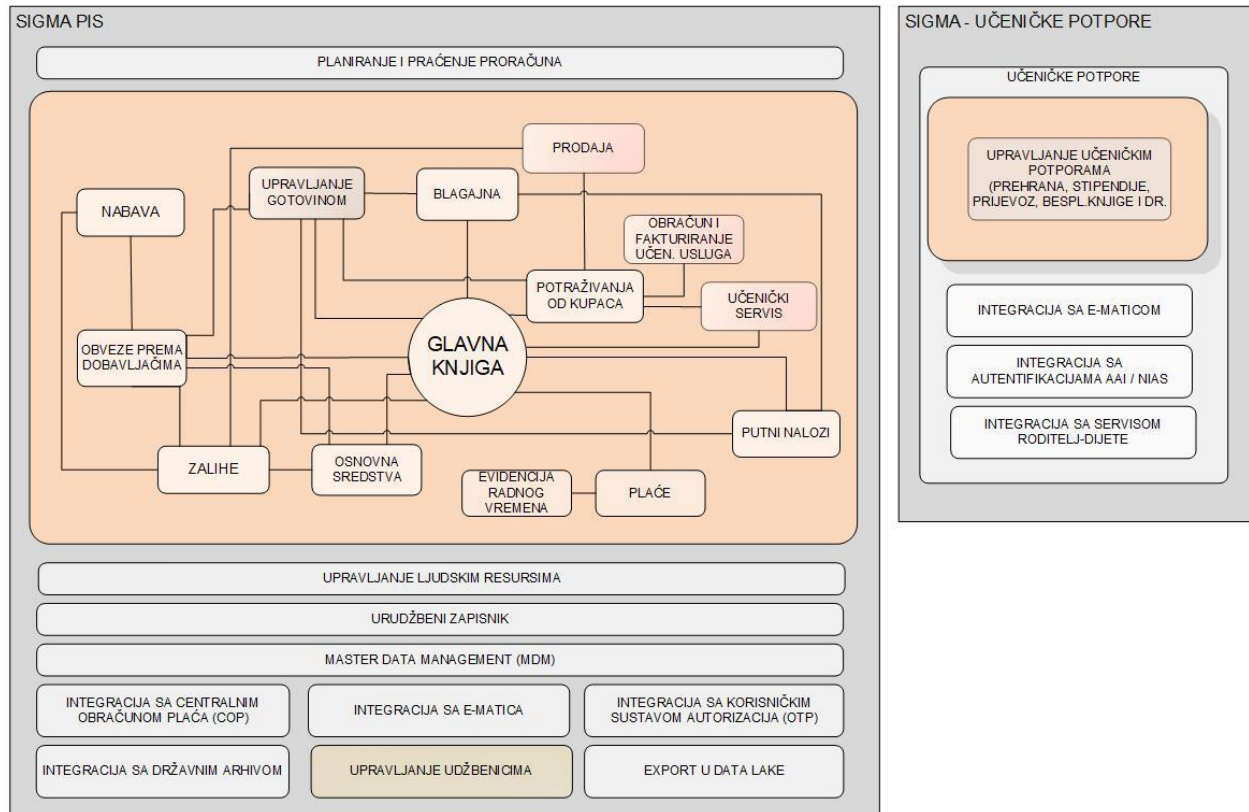 SIGMA PIS
PLANIRANJE I PRAĆENJE PRORAČUNA
PRODAJA
UPRAVLJANJE
GOTOVINOM
BLAGAJNA
NABAVA
OBRAČUN I
FAKTURIRANJE
UČEN. USLUGA
POTRAŽIVANJA
OD KUPACA
UČENIČKI
SERVIS
GLAVNA
KNJIGA
OBVEZE PREMA
DOBAVLJAČIMA
PUTNI NALOZI
ZALIHE
OSNOVNA
SREDSTVA
EVIDENCIJA
RADNOG
VREMENA
PLAĆE
UPRAVLJANJE LJUDSKIM RESURSIMA
URUDŽBENI ZAPISNIK
MASTER DATA MANAGEMENT (MDM)
INTEGRACIJA SA CENTRALNIM
OBRAČUNOM PLAĆA (COP)
INTEGRACIJA SA E-MATICA
INTEGRACIJA SA KORISNIČKIM
SUSTAVOM AUTORIZACIJA (OTP)
INTEGRACIJA SA DRŽAVNIM ARHIVOM
UPRAVLJANJE UDŽBENICIMA
EXPORT U DATA LAKE
SIGMA - UČENIČKE POTPORE
UČENIČKE POTPORE
UPRAVLJANJE UČENIČKIM
POTPORAMA
(PREHRANA, STIPENDIJE,
PRIJEVOZ, BESPL.KNJIGE I DR.
INTEGRACIJA SA E-MATICOM
INTEGRACIJA SA
AUTENTIFIKACIJAMA AAI / NIAS
INTEGRACIJA SA SERVISOM
RODITELJ-DIJETE